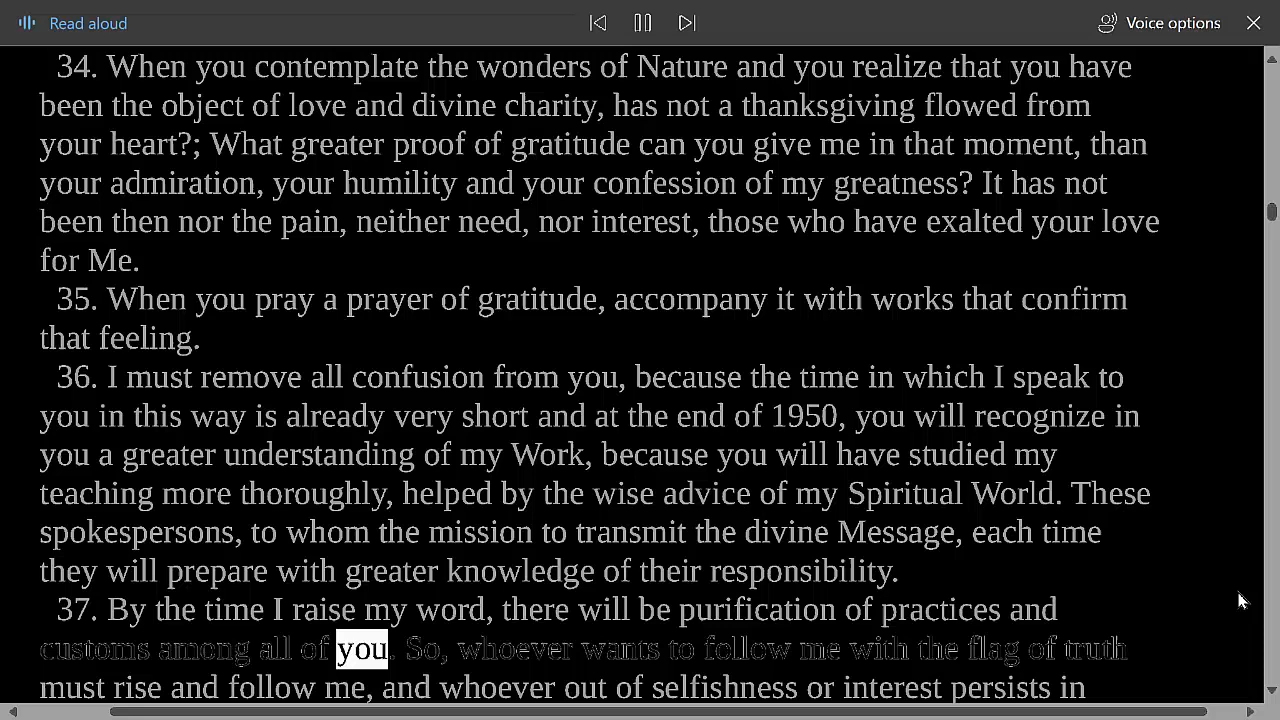 Read aloud
Voice options
34. When you contemplate the wonders of Nature and you realize that you have
been the object of love and divine charity, has not a thanksgiving flowed from
your heart?; What greater proof of gratitude can you give me in that moment, than
your admiration, your humility and your confession of my greatness? It has not
been then nor the pain, neither need, nor interest, those who have exalted your love
for Me.
35. When you pray a prayer of gratitude, accompany it with works that confirm
that feeling.
36. I must remove all confusion from you, because the time in which I speak to
you in this way is already very short and at the end of 1950, you will recognize in
you a greater understanding of my Work, because you will have studied my
teaching more thoroughly, helped by the wise advice of my Spiritual World. These
spokespersons, to whom the mission to transmit the divine Message, each time
they will prepare with greater knowledge of their responsibility.
37. By the time I raise my word, there will be purification of practices and
customs among all of you. So, whoever wants to follow me with the flag of truth
must rise and follow me, and whoever out of selfishness or interest persists in